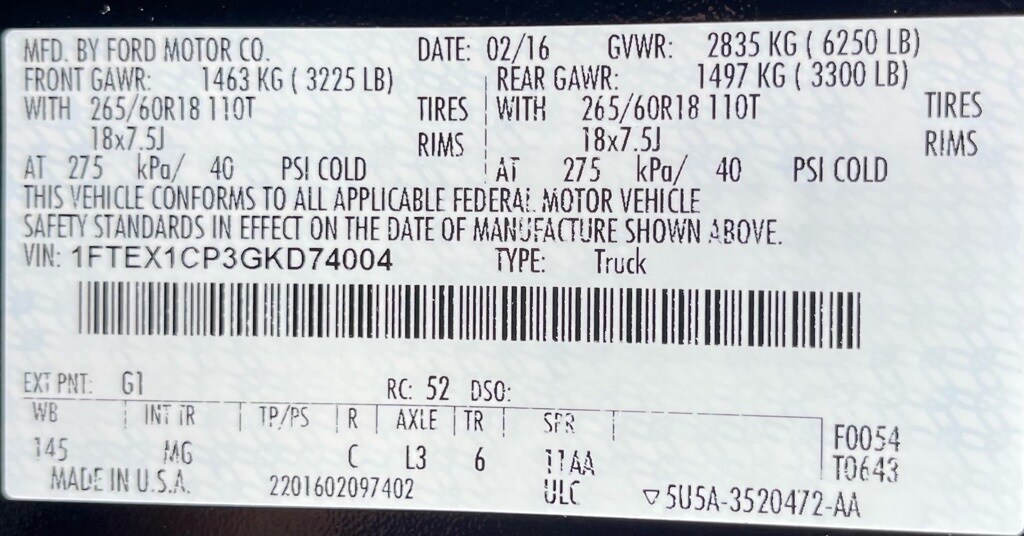 MFD. BY FORD MOTOR CO. DATE: 02/16 GVWR: 2835 KG ( 6250 LB)
FRONT GAWR: 1463 KG ( 3225 LB) REAR GAWR: 1497 KG ( 3300 LB)
WITH 265/60R18 110T TIRES WITH 265/60R18 110T TIRES
18x7.5J RIMS 18x7.5J RIMS
AT 275 kPa/ 40 PSI COLD AT 275 kPa/ 40 PSI COLD
THIS VEHICLE CONFORMS TO ALL APPLICABLE FEDERAL MOTOR VEHICLE
SAFETY STANDARDS IN EFFECT ON THE DATE OF MANUFACTURE SHOWN ABOVE.
VIN: 1FTEX1CP3GKD74004 TYPE: Truck
EXT PNT: G1 RC: 52 DSO:
WB INT TR TP/PS R AXLE TR SPR
145 MG C L3 6 11AA F0054
T0643
MADE IN U.S.A. 2201602097402 ULC ▽5U5A-3520472-AA